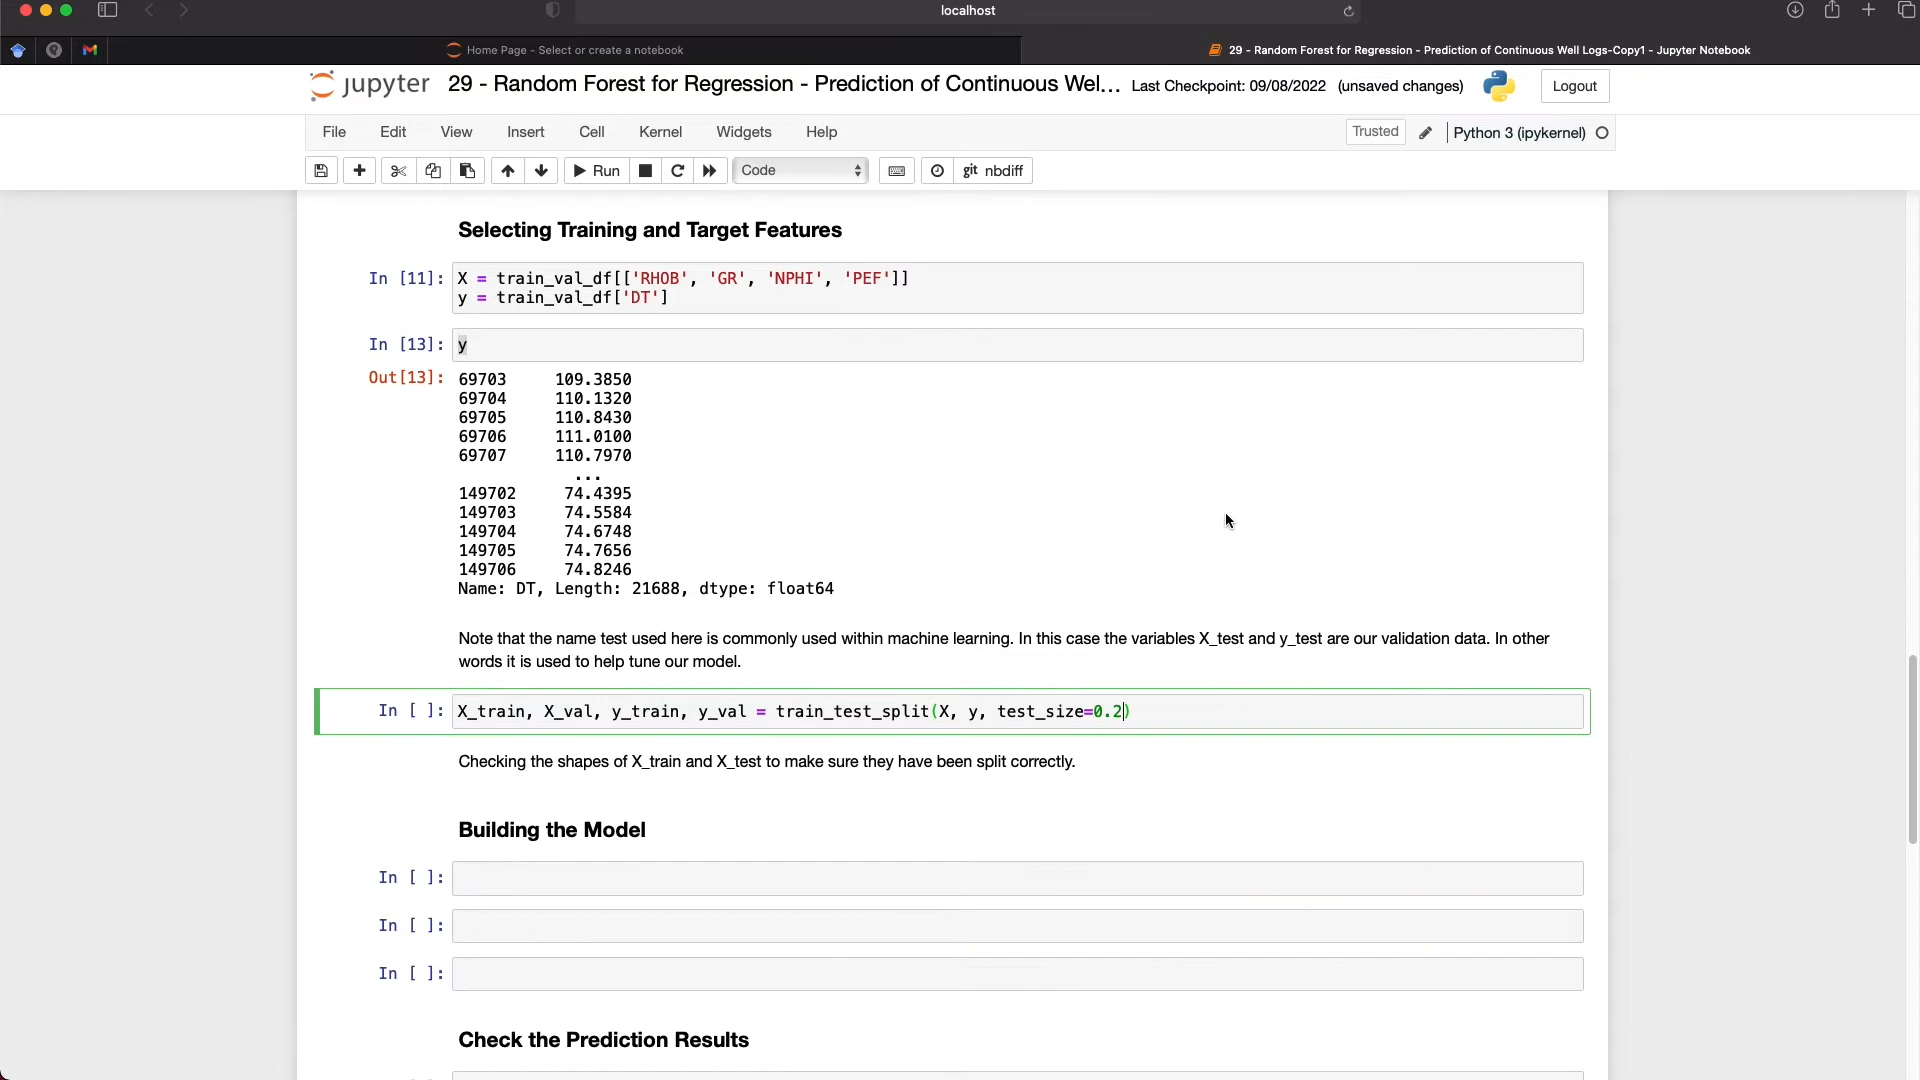 localhost
Home Page - Select or create a notebook
29 - Random Forest for Regression - Prediction of Continuous Well Logs-Copy1 - Jupyter Notebook
jupyter 29 - Random Forest for Regression - Prediction of Continuous Wel... Last Checkpoint: 09/08/2022 (unsaved changes) Logout
File Edit View Insert Cell Kernel Widgets Help Trusted Python 3 (ipykernel)
Run Code git nbdiff
Selecting Training and Target Features
In [11]: X = train_val_df[['RHOB', 'GR', 'NPHI', 'PEF']]
y = train_val_df['DT']
In [13]: y
Out[13]: 69703 109.3850
69704 110.1320
69705 110.8430
69706 111.0100
69707 110.7970
...
149702 74.4395
149703 74.5584
149704 74.6748
149705 74.7656
149706 74.8246
Name: DT, Length: 21688, dtype: float64
Note that the name test used here is commonly used within machine learning. In this case the variables X_test and y_test are our validation data. In other
words it is used to help tune our model.
In [ ]: X_train, X_val, y_train, y_val = train_test_split(X, y, test_size=0.2)
Checking the shapes of X_train and X_test to make sure they have been split correctly.
Building the Model
In [ ]:
In [ ]:
In [ ]:
Check the Prediction Results